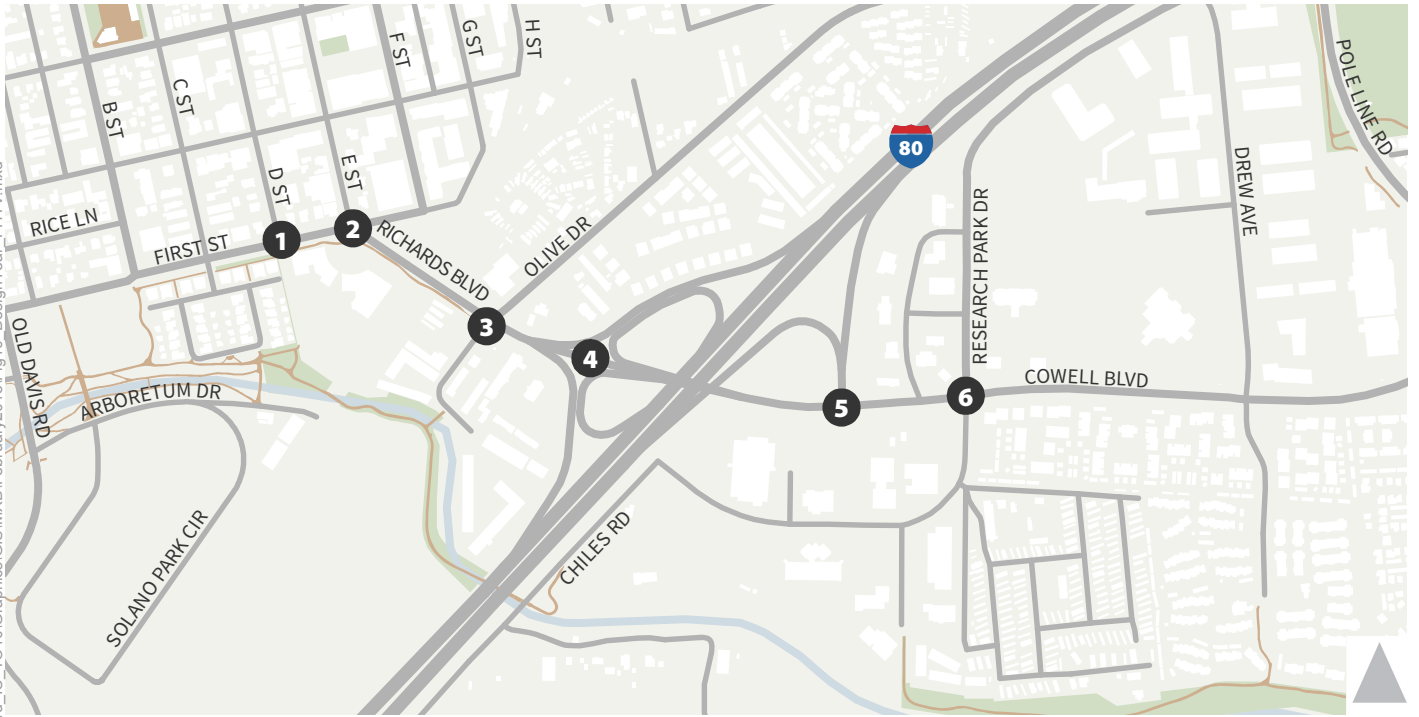 B ST
C ST
D ST
E ST
F ST
G ST
H ST
RICE LN
FIRST ST
1
2
RICHARDS BLVD
3
OLIVE DR
4
5
6
80
RESEARCH PARK DR
DREW AVE
POLE LINE RD
COWELL BLVD
OLD DAVIS RD
ARBORETUM DR
SOLANO PARK CIR
CHILES RD